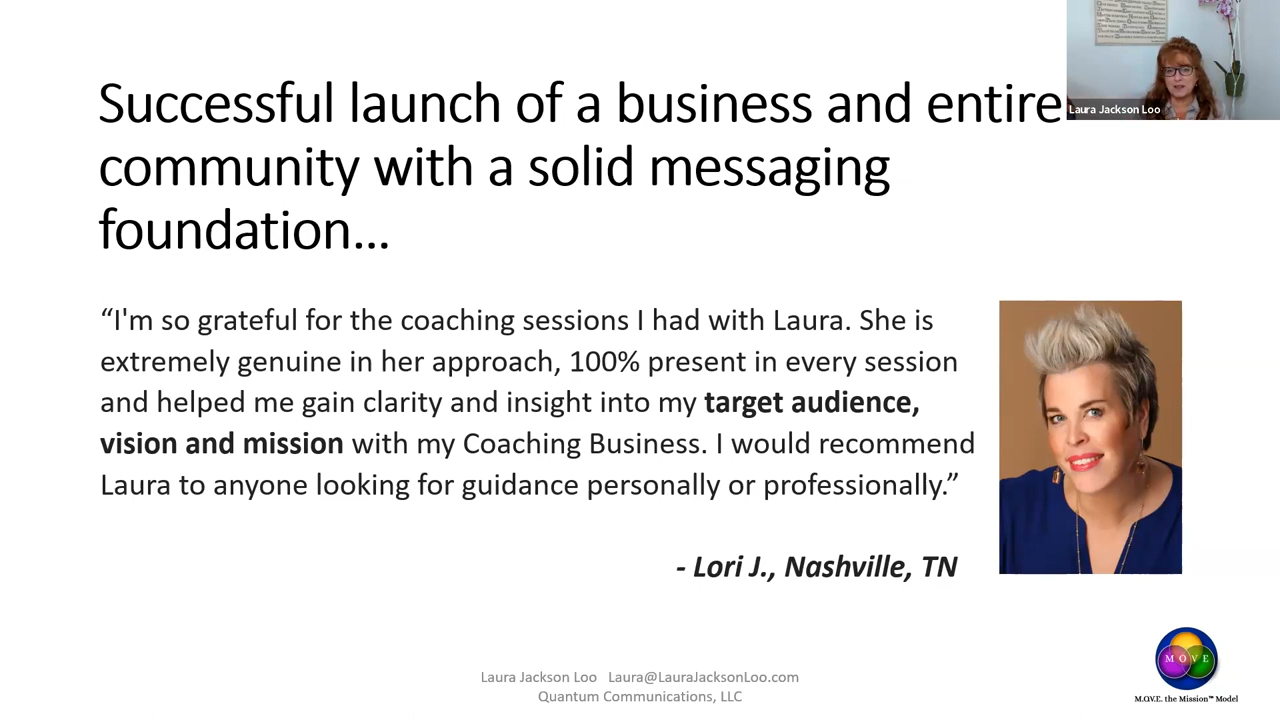 Successful launch of a business and entire
community with a solid messaging
foundation...
Laura Jackson Loo
“I'm so grateful for the coaching sessions I had with Laura. She is
extremely genuine in her approach, 100% present in every session
and helped me gain clarity and insight into my target audience,
vision and mission with my Coaching Business. I would recommend
Laura to anyone looking for guidance personally or professionally.”
- Lori J., Nashville, TN
MOVE
M.O.V.E. the Mission™ Model
Laura Jackson Loo Laura@LauraJacksonLoo.com
Quantum Communications, LLC